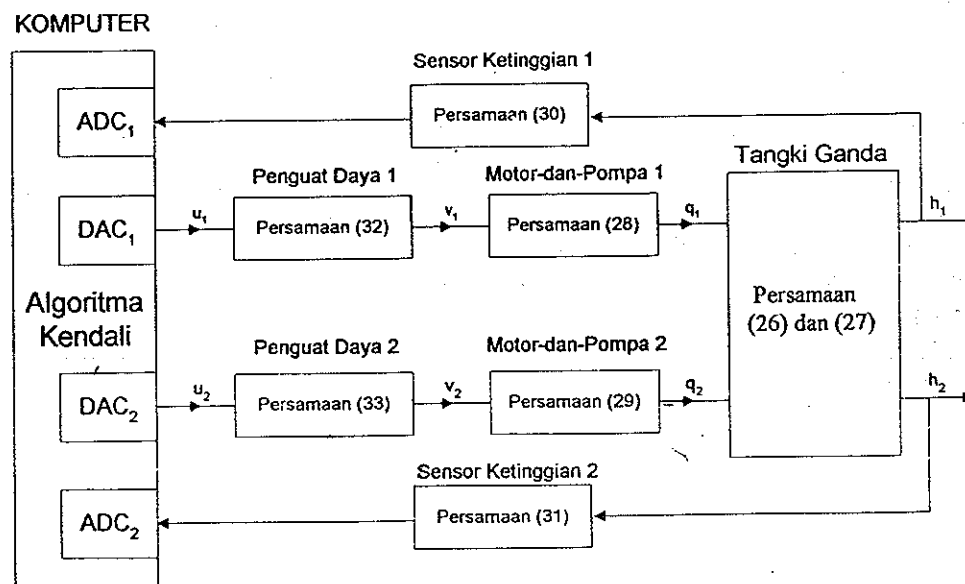 KOMPUTER
Sensor Ketinggian 1
ADC₁
Persamaan (30)
Tangki Ganda
Penguat Daya 1
Motor-dan-Pompa 1
h₁
DAC₁
u₁
Persamaan (32)
v₁
Persamaan (28)
q₁
Algoritma
Kendali
Persamaan
(26) dan (27)
Penguat Daya 2
Motor-dan-Pompa 2
h₂
DAC₂
u₂
Persamaan (33)
v₂
Persamaan (29)
q₂
Sensor Ketinggian 2
ADC₂
Persamaan (31)